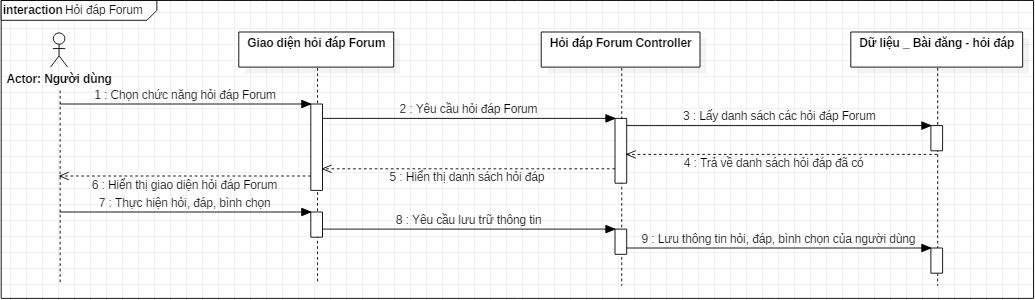 interaction Hỏi đáp Forum
Giao diện hỏi đáp Forum
Hỏi đáp Forum Controller
Dữ liệu _ Bài đăng - hỏi đáp
Actor: Người dùng
1 : Chọn chức năng hỏi đáp Forum
2 : Yêu cầu hỏi đáp Forum
3 : Lấy danh sách các hỏi đáp Forum
4 : Trả về danh sách hỏi đáp đã có
5 : Hiển thị danh sách hỏi đáp
6 : Hiển thị giao diện hỏi đáp Forum
7 : Thực hiện hỏi, đáp, bình chọn
8 : Yêu cầu lưu trữ thông tin
9 : Lưu thông tin hỏi, đáp, bình chọn của người dùng